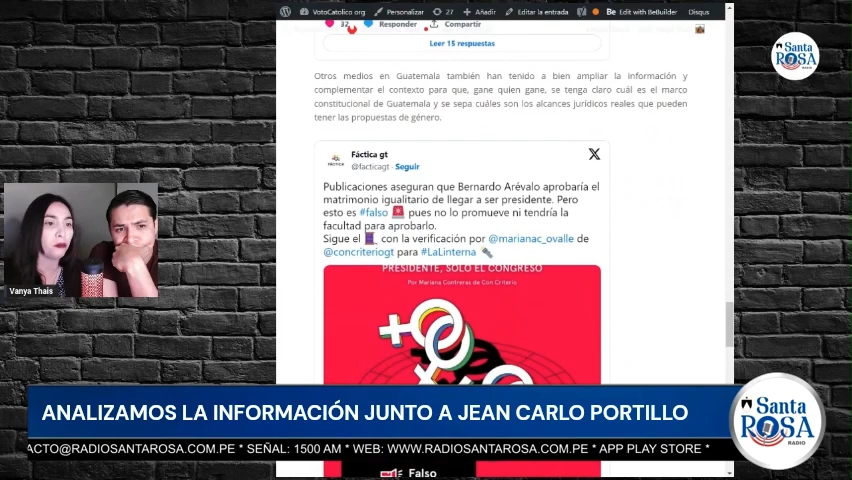 VotoCatolico org
Personalizar
27
Añadir
Editar la entrada
Be Edit with BeBuilder
Disqus
32
Responder
Compartir
Leer 15 respuestas
Otros medios en Guatemala también han tenido a bien ampliar la información y
complementar el contexto para que, gane quien gane, se tenga claro cuál es el marco
constitucional de Guatemala y se sepa cuáles son los alcances jurídicos reales que pueden
tener las propuestas de género.
Fáctica gt
@facticagt · Seguir
Publicaciones aseguran que Bernardo Arévalo aprobaría el
matrimonio igualitario de llegar a ser presidente. Pero
esto es #falso 🚨 pues no lo promueve ni tendría la
facultad para aprobarlo.
Sigue el 🧵 con la verificación por @marianac_ovalle de
@concriteriogt para #LaLinterna 🔦
PRESIDENTE, SOLO EL CONGRESO
Por Mariana Contreras de Con Criterio
Falso
Vanya Thais
Santa
ROSA
RADIO
ANALIZAMOS LA INFORMACIÓN JUNTO A JEAN CARLO PORTILLO
ACTO@RADIOSANTAROSA.COM.PE * SEÑAL: 1500 AM * WEB: WWW.RADIOSANTAROSA.COM.PE * APP PLAY STORE *
Santa
ROSA
RADIO